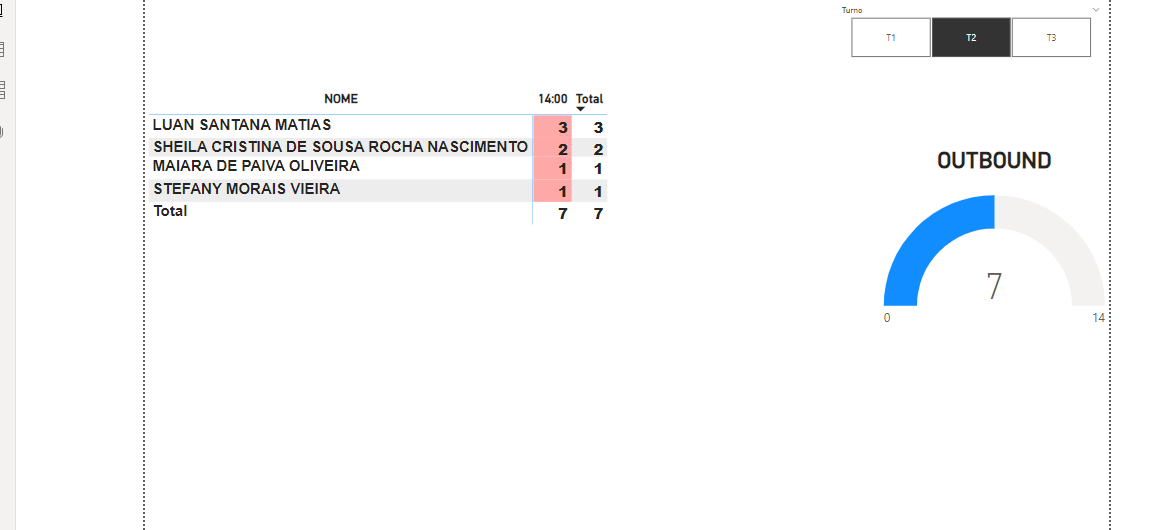 Turno
T1 T2 T3
NOME 14:00 Total
LUAN SANTANA MATIAS 3 3
SHEILA CRISTINA DE SOUSA ROCHA NASCIMENTO 2 2
MAIARA DE PAIVA OLIVEIRA 1 1
STEFANY MORAIS VIEIRA 1 1
Total 7 7
OUTBOUND
7
0 14